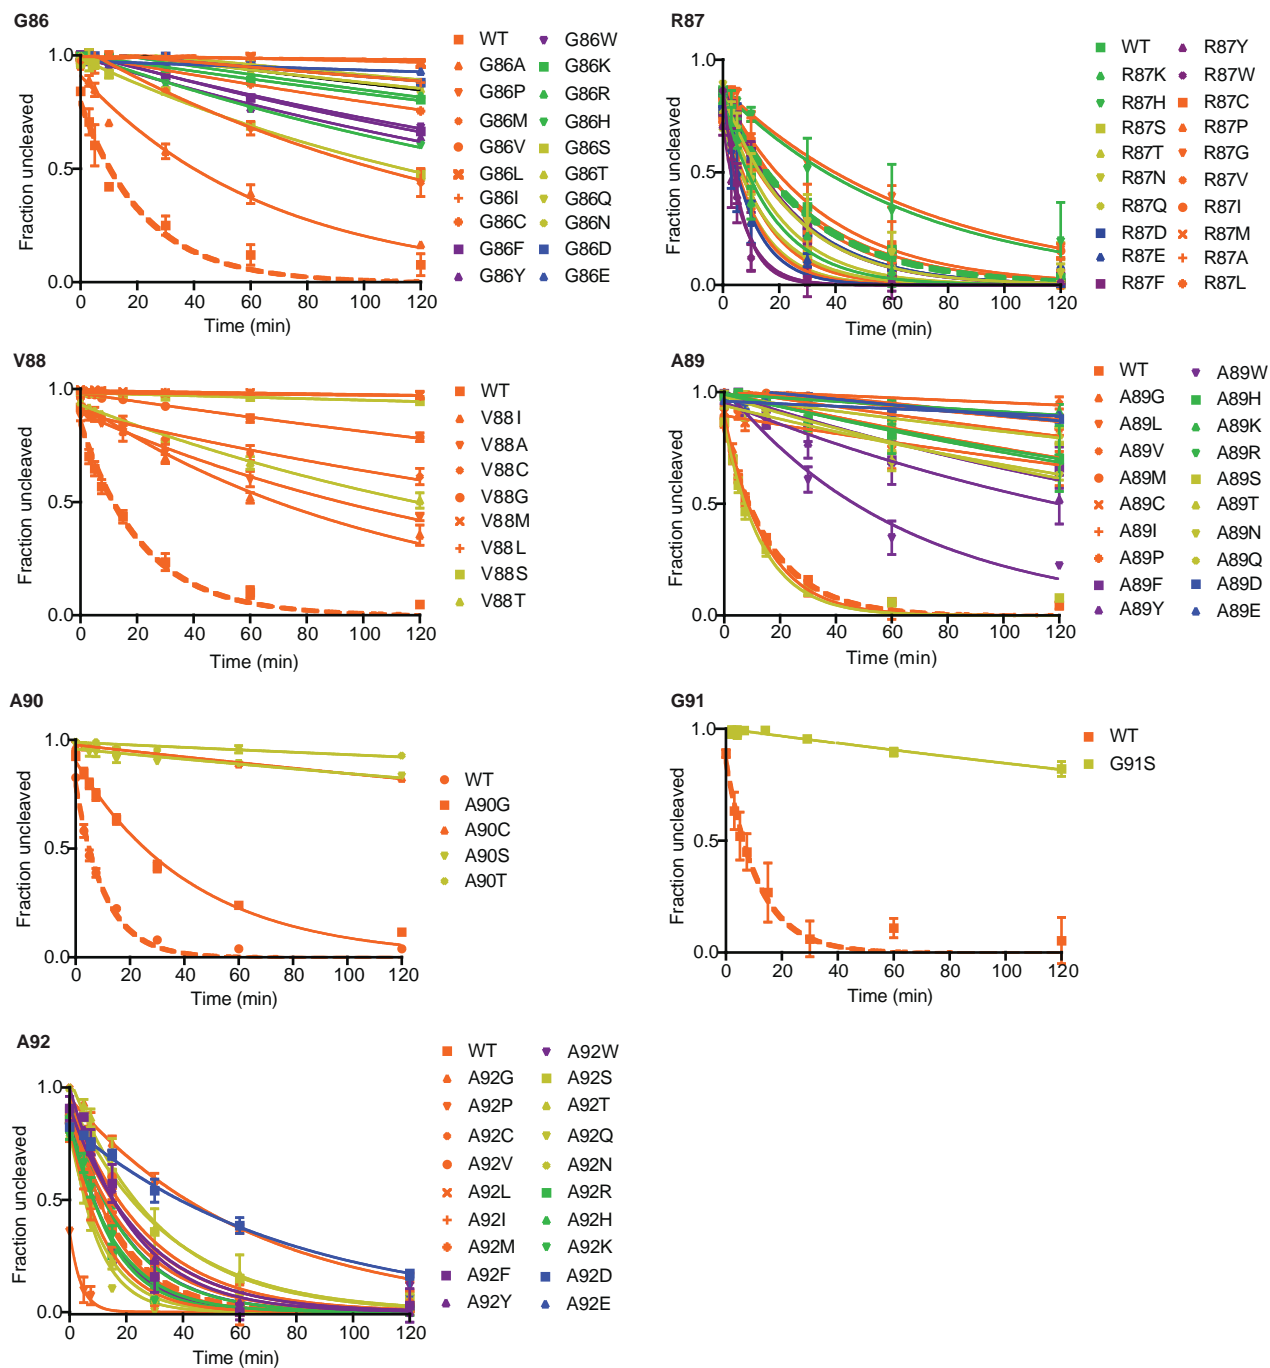 G86
Fraction uncleaved
1.0
0.5
0.0
0 20 40 60 80 100 120
Time (min)
WT
G86A
G86P
G86M
G86V
G86L
G86I
G86C
G86F
G86Y
G86W
G86K
G86R
G86H
G86S
G86T
G86Q
G86N
G86D
G86E
R87
Fraction uncleaved
1.0
0.5
0.0
0 20 40 60 80 100 120
Time (min)
WT
R87K
R87H
R87S
R87T
R87N
R87Q
R87D
R87E
R87F
R87Y
R87W
R87C
R87P
R87G
R87V
R87I
R87M
R87A
R87L
V88
Fraction uncleaved
1.0
0.5
0.0
0 20 40 60 80 100 120
Time (min)
WT
V88I
V88A
V88C
V88G
V88M
V88L
V88S
V88T
A89
Fraction uncleaved
1.0
0.5
0.0
0 20 40 60 80 100 120
Time (min)
WT
A89G
A89L
A89V
A89M
A89C
A89I
A89P
A89F
A89Y
A89W
A89H
A89K
A89R
A89S
A89T
A89N
A89Q
A89D
A89E
A90
Fraction uncleaved
1.0
0.5
0.0
0 20 40 60 80 100 120
Time (min)
WT
A90G
A90C
A90S
A90T
G91
Fraction uncleaved
1.0
0.5
0.0
0 20 40 60 80 100 120
Time (min)
WT
G91S
A92
Fraction uncleaved
1.0
0.5
0.0
0 20 40 60 80 100 120
Time (min)
WT
A92G
A92P
A92C
A92V
A92L
A92I
A92M
A92F
A92Y
A92W
A92S
A92T
A92Q
A92N
A92R
A92H
A92K
A92D
A92E